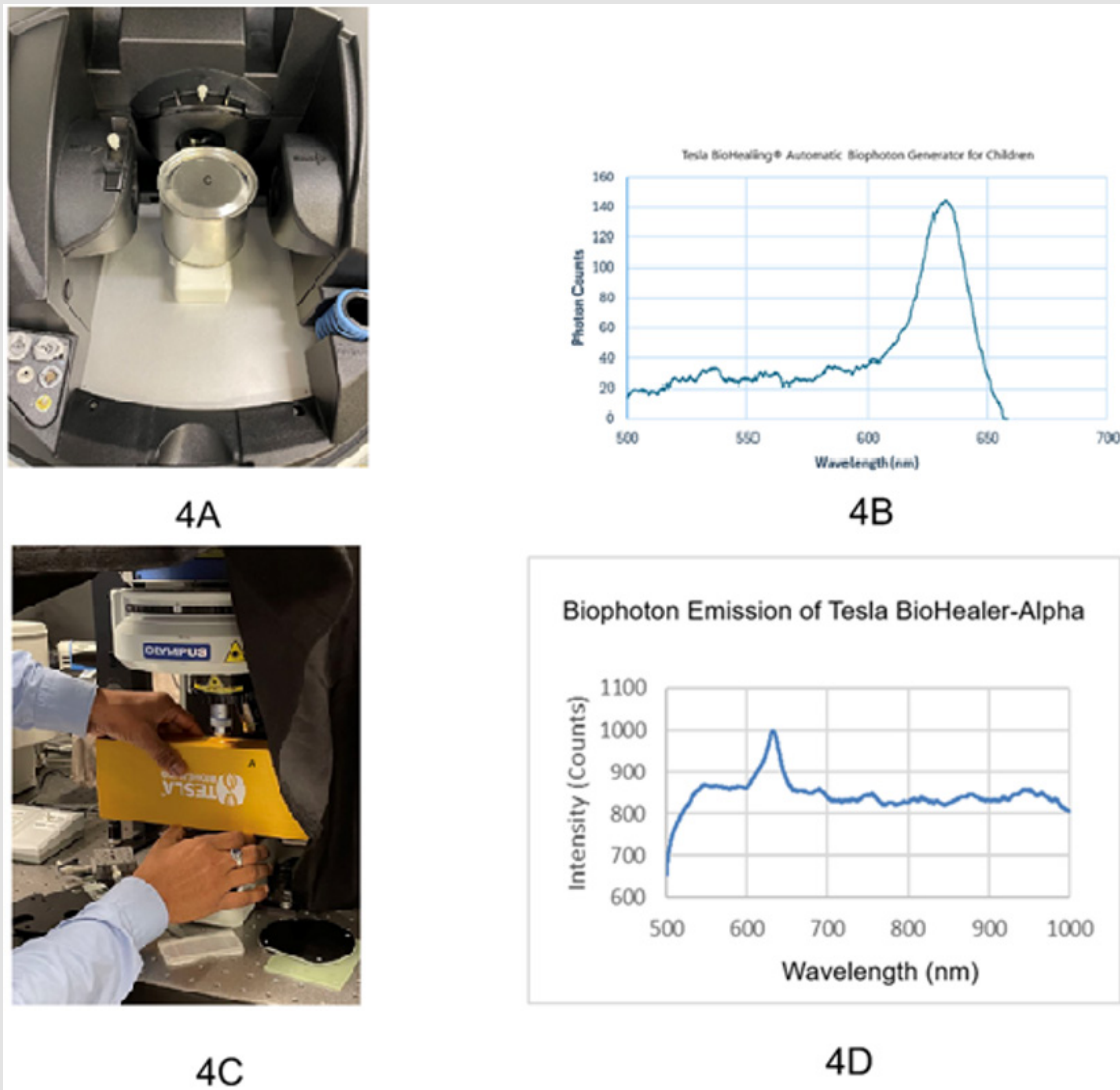 C
4A
Tesla BioHealing® Automatic Biophoton Generator for Children
160
140
120
100
80
60
40
20
0
Photon Counts
500 550 600 650 700
Wavelength (nm)
4B
OLYMPUS
A
TESLA
BIOHEALING
4C
Biophoton Emission of Tesla BioHealer-Alpha
1100
1000
900
800
700
600
Intensity (Counts)
500 600 700 800 900 1000
Wavelength (nm)
4D